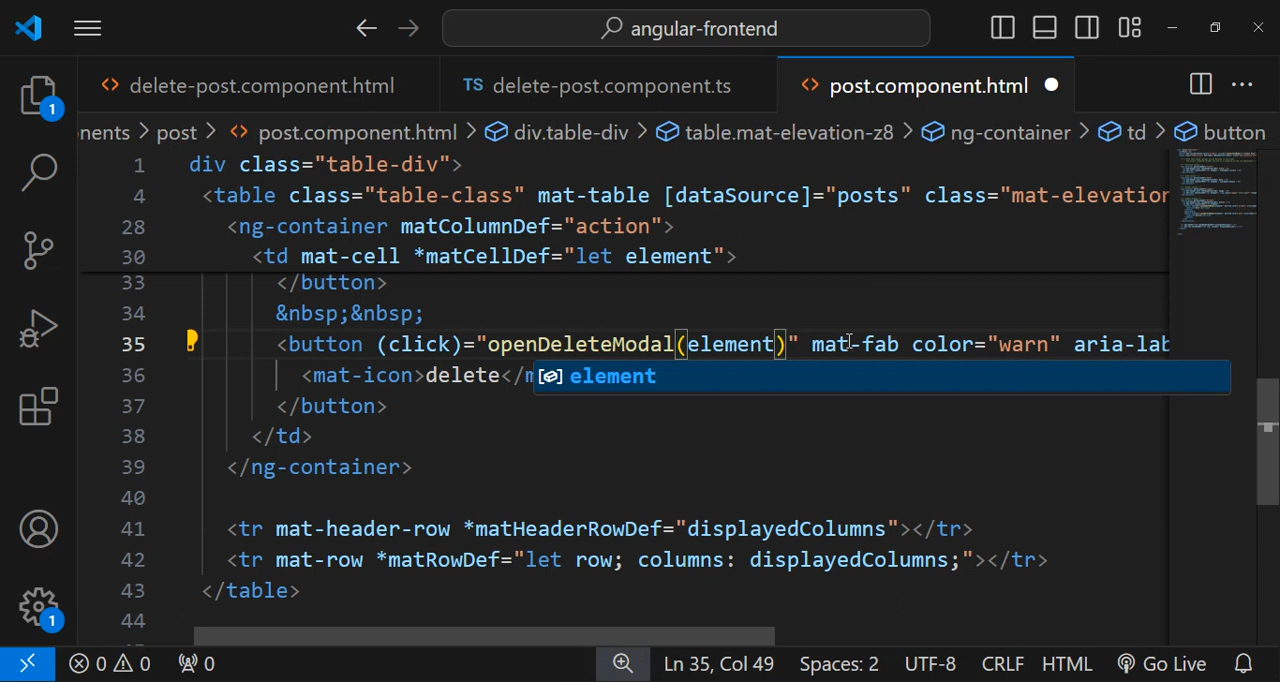 angular-frontend
delete-post.component.html
TS delete-post.component.ts
post.component.html
nents > post > post.component.html > div.table-div > table.mat-elevation-z8 > ng-container > td > button
1 div class="table-div">
4 <table class="table-class" mat-table [dataSource]="posts" class="mat-elevation
28 <ng-container matColumnDef="action">
30 <td mat-cell *matCellDef="let element">
33 </button>
34 &nbsp;&nbsp;
35 <button (click)="openDeleteModal(element)" mat-fab color="warn" aria-lab
36 <mat-icon>delete</m
element
37 </button>
38 </td>
39 </ng-container>
40
41 <tr mat-header-row *matHeaderRowDef="displayedColumns"></tr>
42 <tr mat-row *matRowDef="let row; columns: displayedColumns;"></tr>
43 </table>
44
1
1
0 0 0 Ln 35, Col 49 Spaces: 2 UTF-8 CRLF HTML Go Live